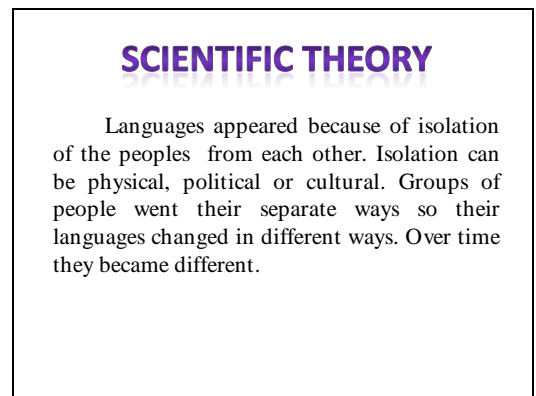 SCIENTIFIC THEORY
Languages appeared because of isolation
of the peoples from each other. Isolation can
be physical, political or cultural. Groups of
people went their separate ways so their
languages changed in different ways. Over time
they became different.